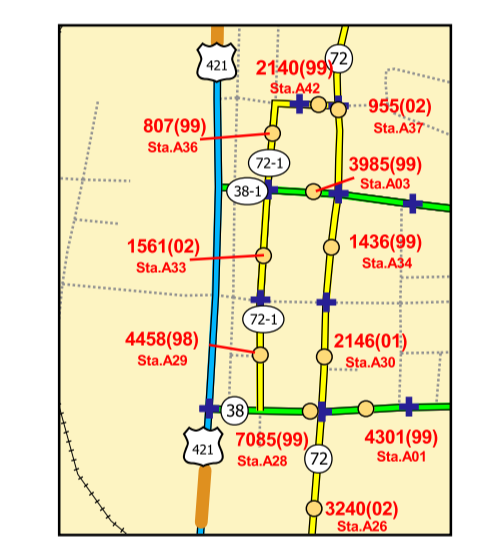 421
72
2140(99)
Sta.A42
955(02)
Sta.A37
807(99)
Sta.A36
72-1
3985(99)
Sta.A03
38-1
1561(02)
Sta.A33
1436(99)
Sta.A34
72-1
4458(98)
Sta.A29
2146(01)
Sta.A30
38
421
7085(99)
Sta.A28
4301(99)
Sta.A01
72
3240(02)
Sta.A26